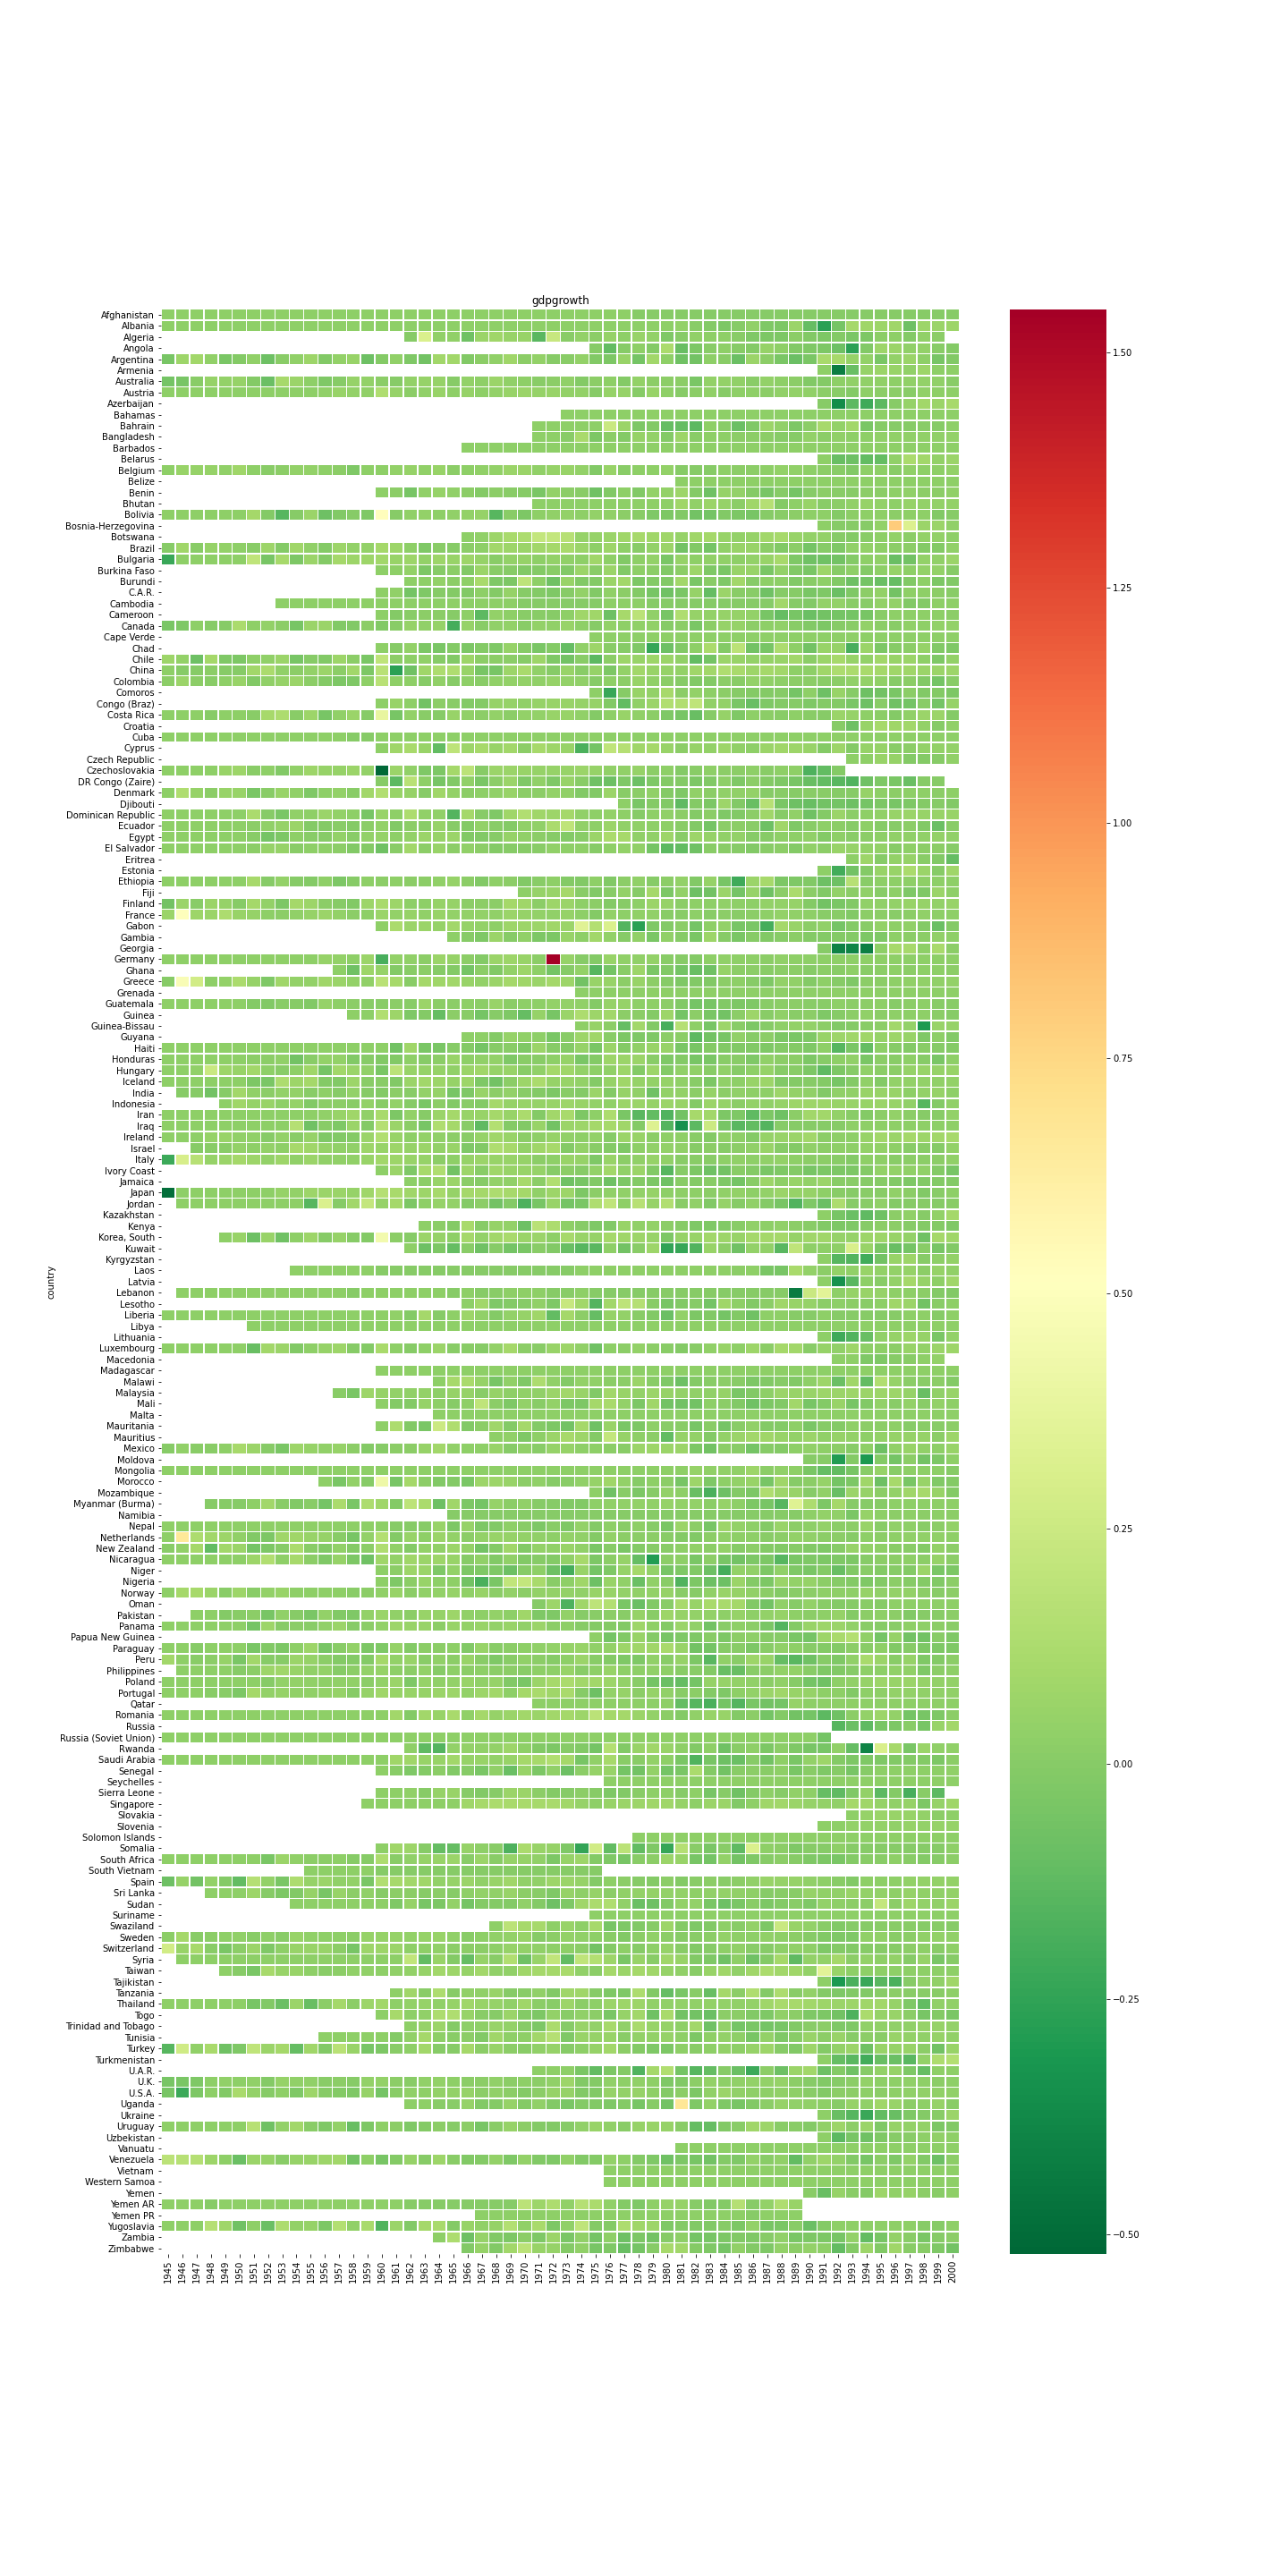 gdpgrowth
country
Afghanistan
Albania
Algeria
Angola
Argentina
Armenia
Australia
Austria
Azerbaijan
Bahamas
Bahrain
Bangladesh
Barbados
Belarus
Belgium
Belize
Benin
Bhutan
Bolivia
Bosnia-Herzegovina
Botswana
Brazil
Bulgaria
Burkina Faso
Burundi
C.A.R.
Cambodia
Cameroon
Canada
Cape Verde
Chad
Chile
China
Colombia
Comoros
Congo (Braz)
Costa Rica
Croatia
Cuba
Cyprus
Czech Republic
Czechoslovakia
DR Congo (Zaire)
Denmark
Djibouti
Dominican Republic
Ecuador
Egypt
El Salvador
Eritrea
Estonia
Ethiopia
Fiji
Finland
France
Gabon
Gambia
Georgia
Germany
Ghana
Greece
Grenada
Guatemala
Guinea
Guinea-Bissau
Guyana
Haiti
Honduras
Hungary
Iceland
India
Indonesia
Iran
Iraq
Ireland
Israel
Italy
Ivory Coast
Jamaica
Japan
Jordan
Kazakhstan
Kenya
Korea, South
Kuwait
Kyrgyzstan
Laos
Latvia
Lebanon
Lesotho
Liberia
Libya
Lithuania
Luxembourg
Macedonia
Madagascar
Malawi
Malaysia
Mali
Malta
Mauritania
Mauritius
Mexico
Moldova
Mongolia
Morocco
Mozambique
Myanmar (Burma)
Namibia
Nepal
Netherlands
New Zealand
Nicaragua
Niger
Nigeria
Norway
Oman
Pakistan
Panama
Papua New Guinea
Paraguay
Peru
Philippines
Poland
Portugal
Qatar
Romania
Russia
Russia (Soviet Union)
Rwanda
Saudi Arabia
Senegal
Seychelles
Sierra Leone
Singapore
Slovakia
Slovenia
Solomon Islands
Somalia
South Africa
South Vietnam
Spain
Sri Lanka
Sudan
Suriname
Swaziland
Sweden
Switzerland
Syria
Taiwan
Tajikistan
Tanzania
Thailand
Togo
Trinidad and Tobago
Tunisia
Turkey
Turkmenistan
U.A.R.
U.K.
U.S.A.
Uganda
Ukraine
Uruguay
Uzbekistan
Vanuatu
Venezuela
Vietnam
Western Samoa
Yemen
Yemen AR
Yemen PR
Yugoslavia
Zambia
Zimbabwe
1945
1946
1947
1948
1949
1950
1951
1952
1953
1954
1955
1956
1957
1958
1959
1960
1961
1962
1963
1964
1965
1966
1967
1968
1969
1970
1971
1972
1973
1974
1975
1976
1977
1978
1979
1980
1981
1982
1983
1984
1985
1986
1987
1988
1989
1990
1991
1992
1993
1994
1995
1996
1997
1998
1999
2000
1.50
1.25
1.00
0.75
0.50
0.25
0.00
−0.25
−0.50